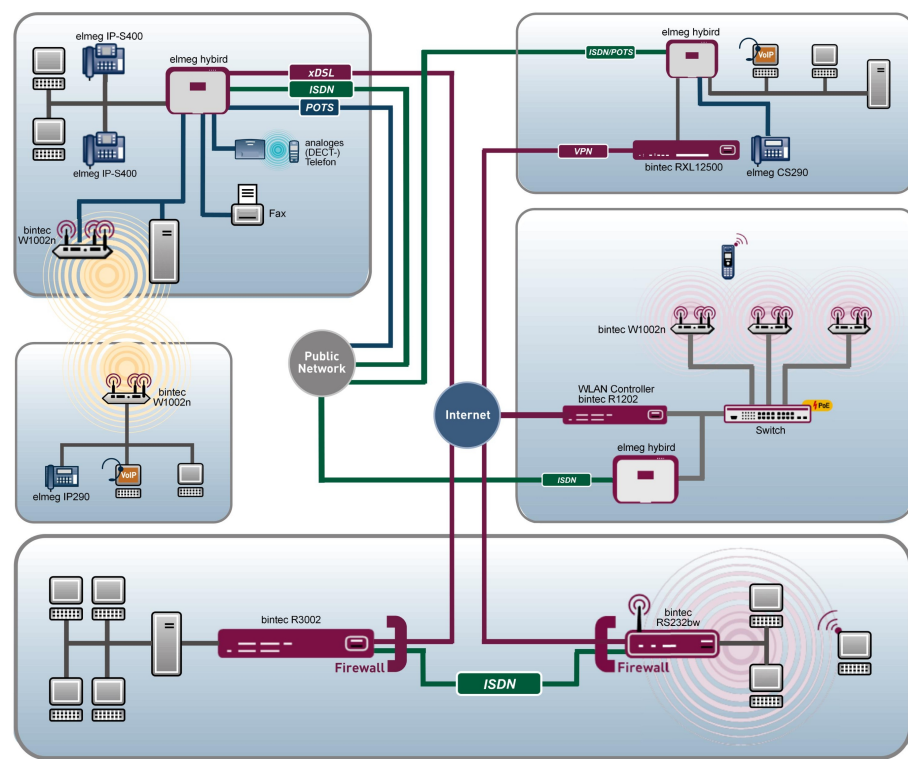 elmeg IP-S400
elmeg hybird
xDSL
ISDN
POTS
elmeg IP-S400
analoges
(DECT-)
Telefon
Fax
bintec
W1002n
bintec
W1002n
elmeg IP290
VoIP
Public
Network
Internet
ISDN/POTS
elmeg hybird
VoIP
VPN
bintec RXL12500
elmeg CS290
bintec W1002n
WLAN Controller
bintec R1202
PoE
Switch
elmeg hybird
ISDN
bintec R3002
Firewall
ISDN
bintec
RS232bw
Firewall